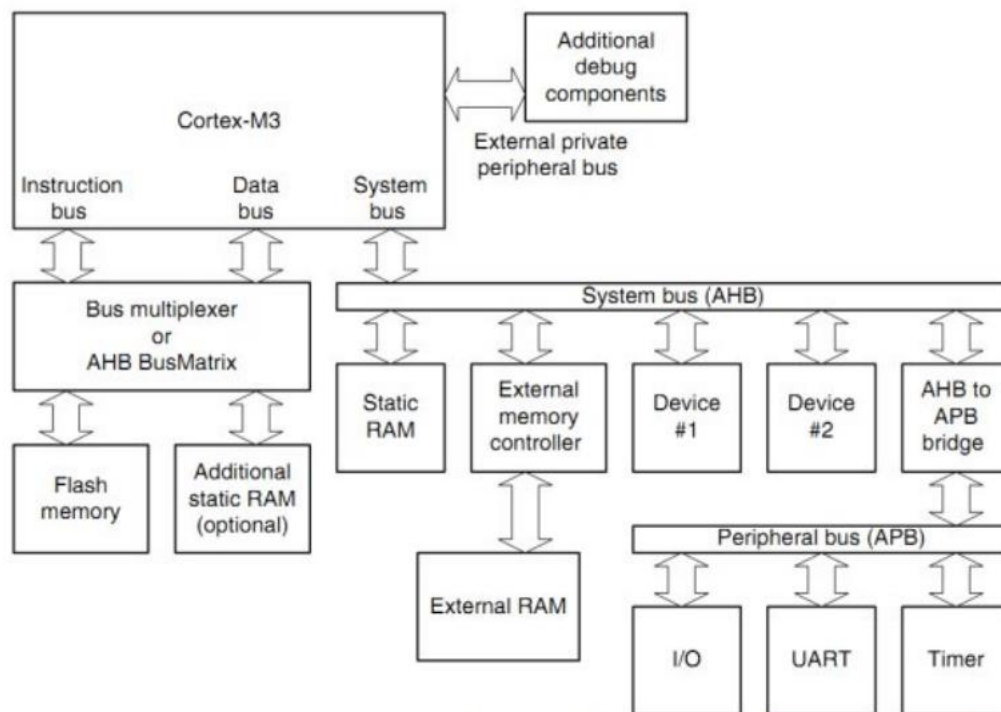 Cortex-M3
Additional
debug
components
External private
peripheral bus
Instruction
bus
Data
bus
System
bus
Bus multiplexer
or
AHB BusMatrix
System bus (AHB)
Flash
memory
Additional
static RAM
(optional)
Static
RAM
External
memory
controller
Device
#1
Device
#2
AHB to
APB
bridge
Peripheral bus (APB)
External RAM
I/O
UART
Timer